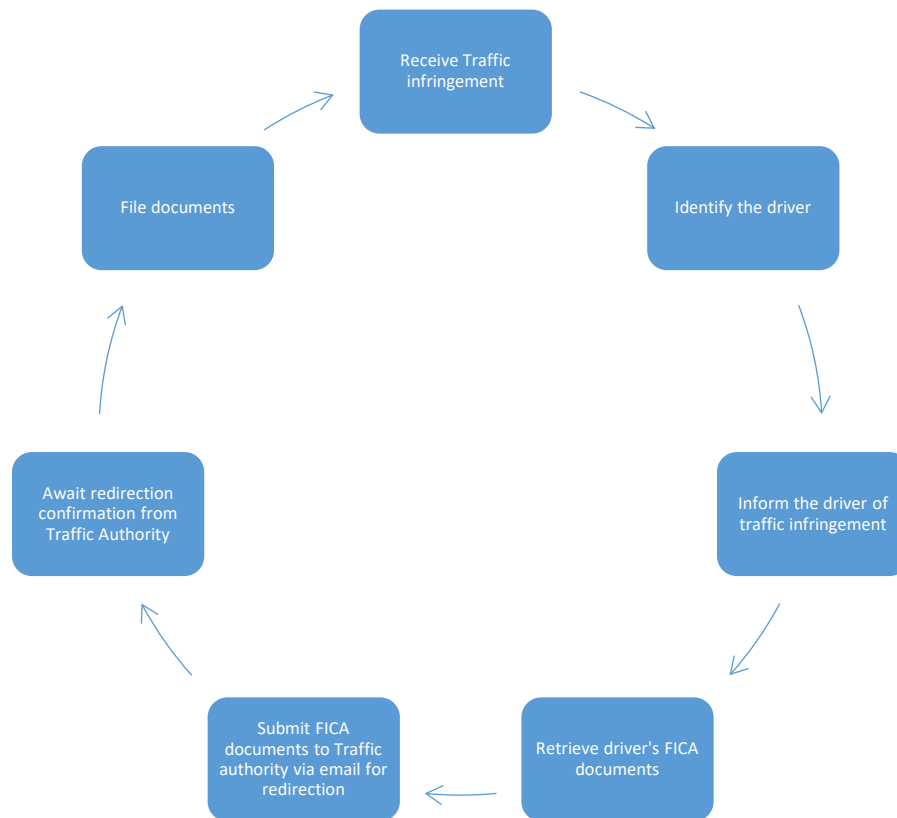 Receive Traffic
infringement
Identify the driver
Inform the driver of
traffic infringement
Retrieve driver's FICA
documents
Submit FICA
documents to Traffic
authority via email for
redirection
Await redirection
confirmation from
Traffic Authority
File documents